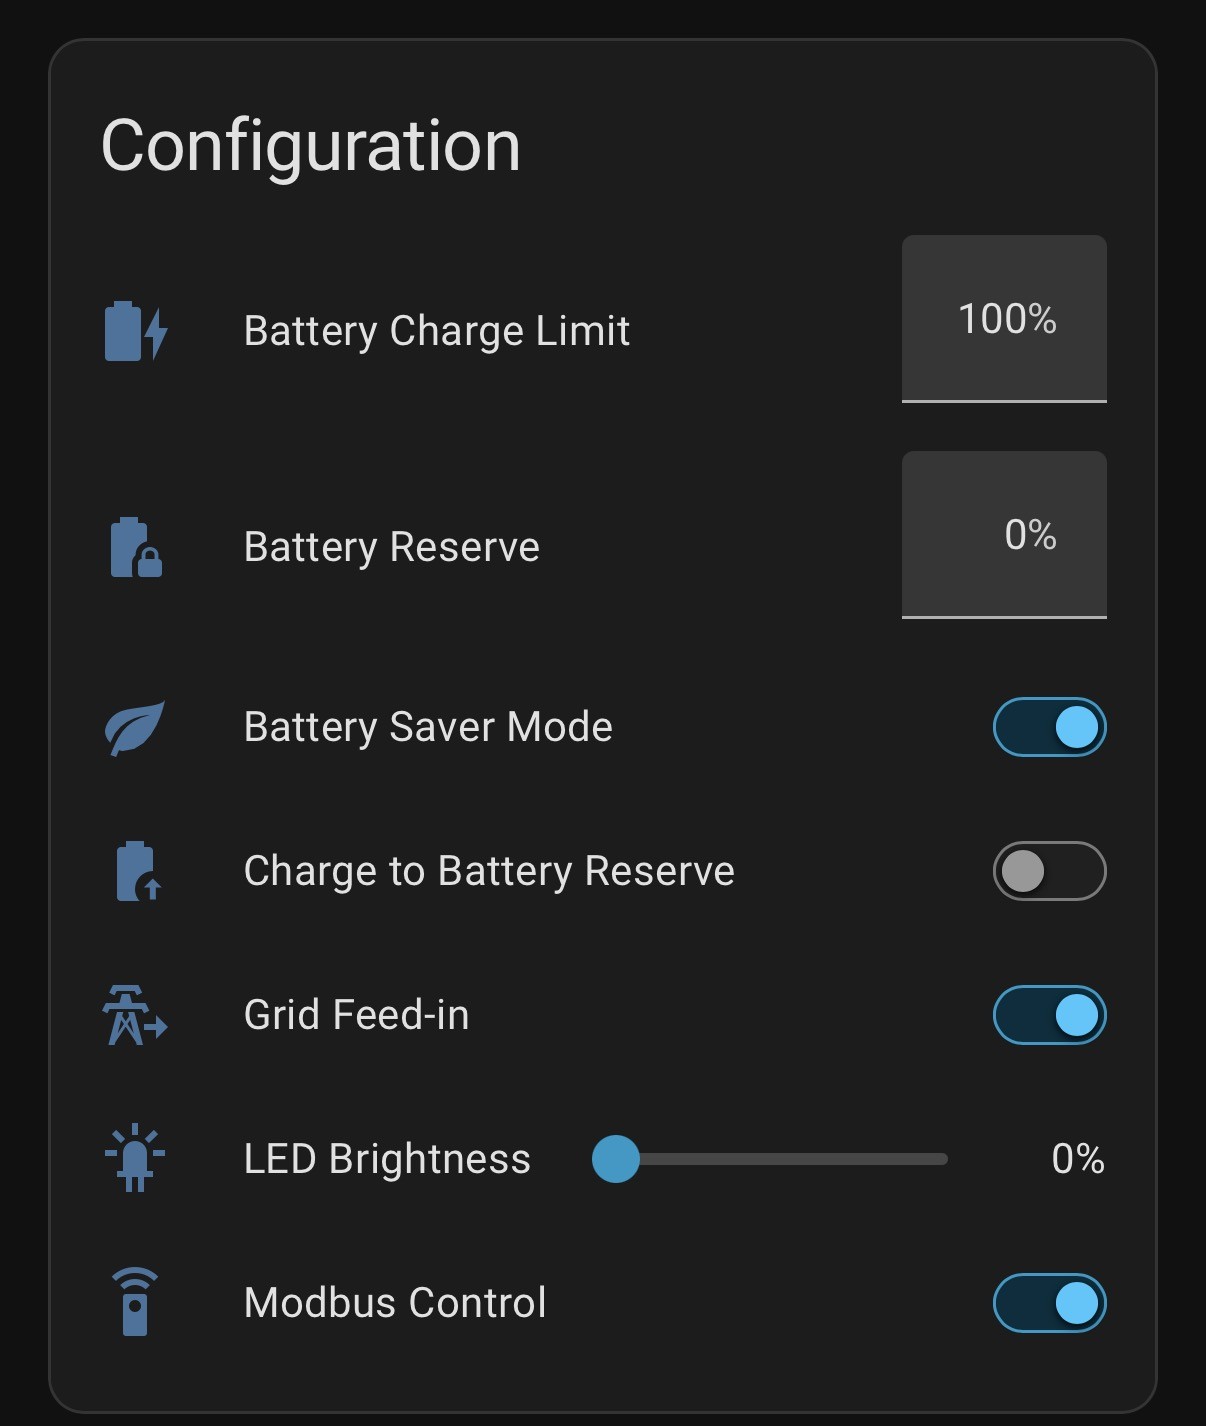 Configuration
Battery Charge Limit 100%
Battery Reserve 0%
Battery Saver Mode
Charge to Battery Reserve
Grid Feed-in
LED Brightness 0%
Modbus Control